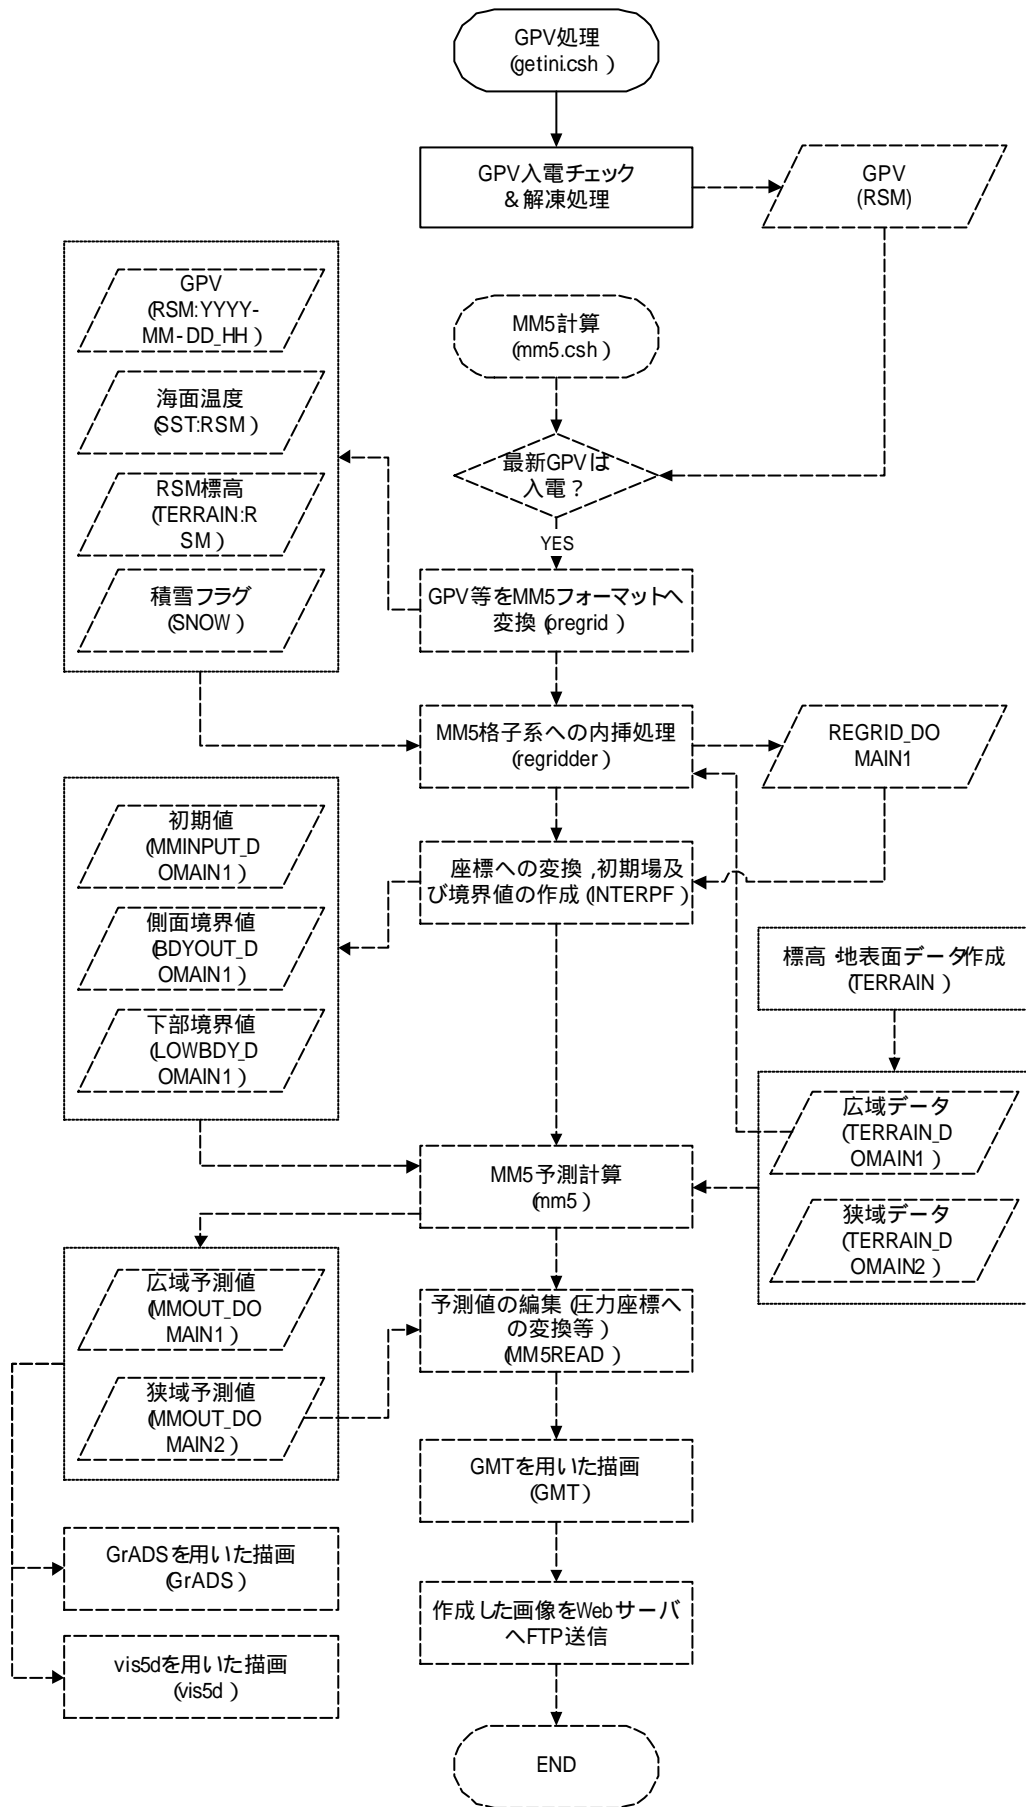 GPV処理
(getini.csh )
GPV入電チェック
& 解凍処理
GPV
(RSM)
GPV
(RSM:YYYY-
MM-DD_HH )
海面温度
(SST:RSM )
RSM標高
(TERRAIN:R
SM )
積雪フラグ
(SNOW )
MM5計算
(mm5.csh )
最新GPVは
入電?
YES
GPV等をMM5フォーマットへ
変換 (pregrid )
MM5格子系への内挿処理
(regridder )
REGRID_DO
MAIN1
初期値
(MMINPUT_D
OMAIN1 )
側面境界値
(BDYOUT_D
OMAIN1 )
下部境界値
(LOWBDY_D
OMAIN1 )
座標への変換 ,初期場及
び境界値の作成 (INTERPF )
標高・地表面データ作成
(TERRAIN )
広域データ
(TERRAIN_D
OMAIN1 )
狭域データ
(TERRAIN_D
OMAIN2 )
MM5予測計算
(mm5 )
広域予測値
(MMOUT_DO
MAIN1 )
狭域予測値
(MMOUT_DO
MAIN2 )
予測値の編集 (圧力座標へ
の変換等 )
(MM5READ )
GMTを用いた描画
(GMT )
GrADSを用いた描画
(GrADS )
作成した画像をWebサーバ
へFTP送信
vis5dを用いた描画
(vis5d )
END